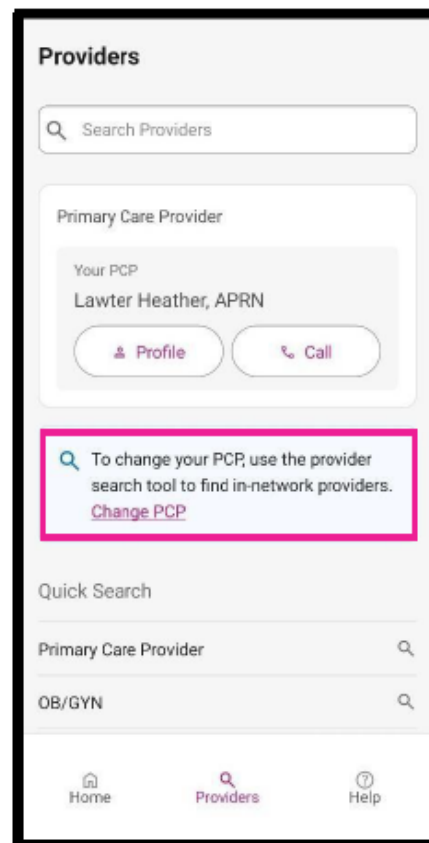 Providers
Search Providers
Primary Care Provider
Your PCP
Lawter Heather, APRN
Profile
Call
To change your PCP, use the provider
search tool to find in-network providers.
Change PCP
Quick Search
Primary Care Provider
OB/GYN
Home
Providers
Help